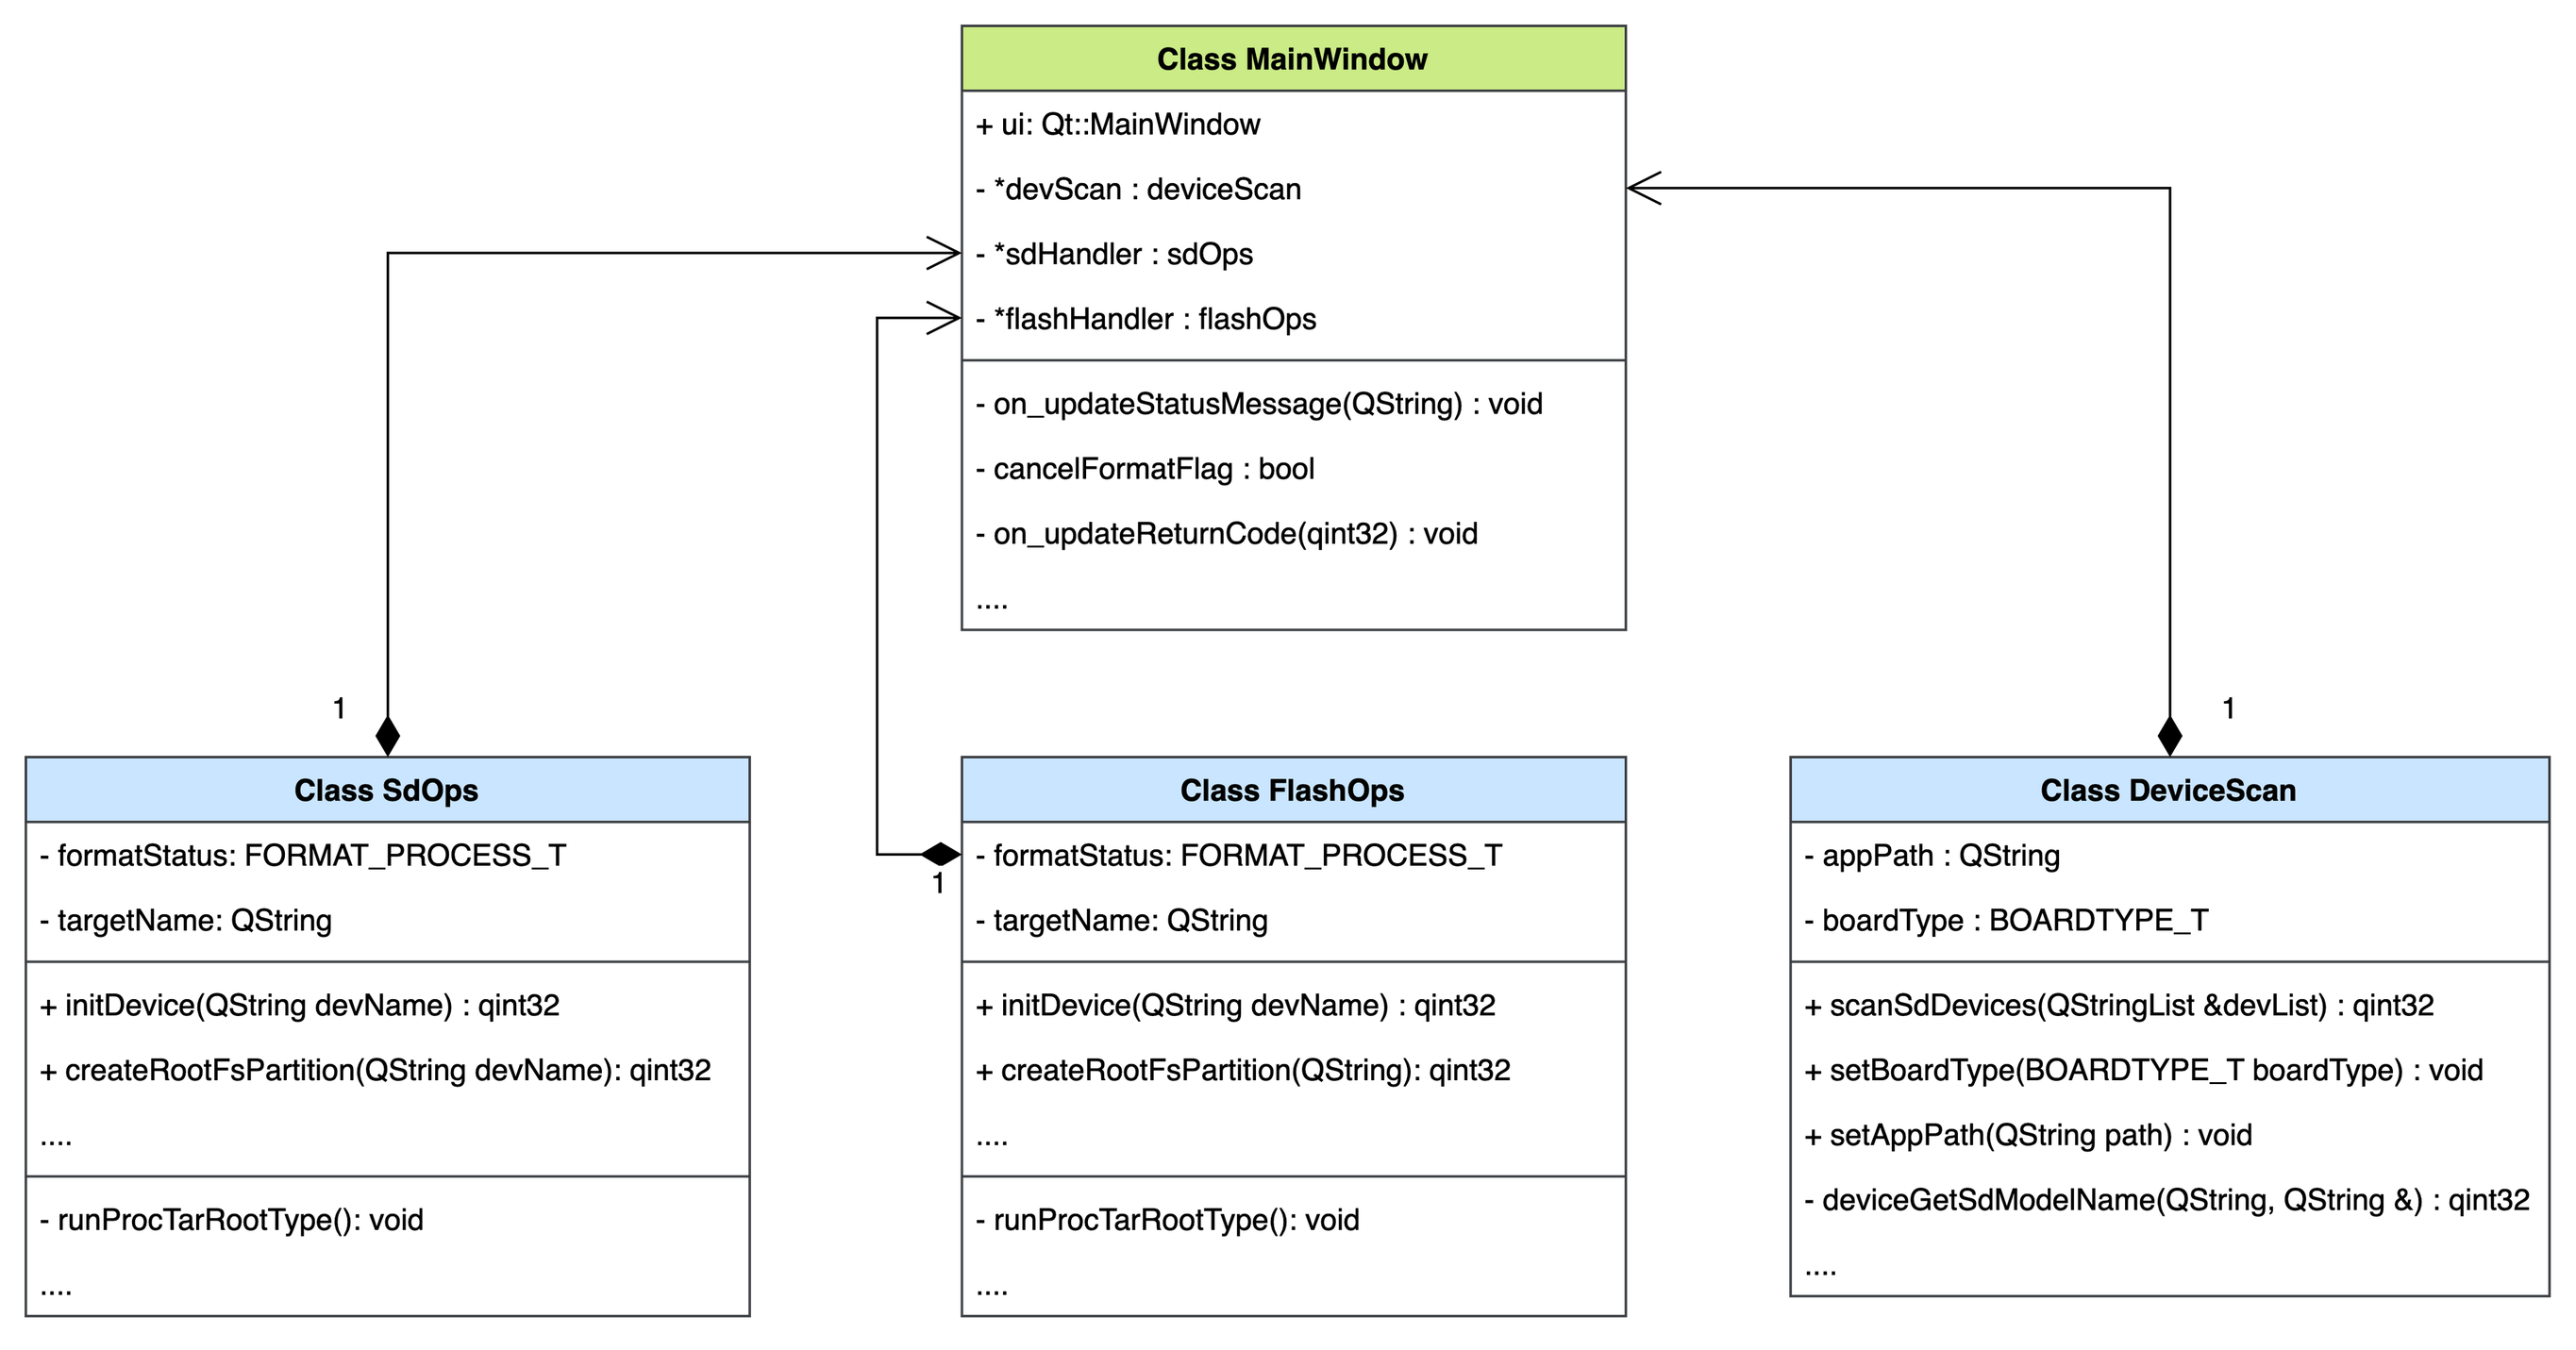 Class MainWindow
+ ui: Qt::MainWindow
- *devScan : deviceScan
- *sdHandler : sdOps
- *flashHandler : flashOps
- on_updateStatusMessage(QString) : void
- cancelFormatFlag : bool
- on_updateReturnCode(qint32) : void
....
1
Class SdOps
- formatStatus: FORMAT_PROCESS_T
- targetName: QString
+ initDevice(QString devName) : qint32
+ createRootFsPartition(QString devName): qint32
....
- runProcTarRootType(): void
....
1
Class FlashOps
- formatStatus: FORMAT_PROCESS_T
- targetName: QString
+ initDevice(QString devName) : qint32
+ createRootFsPartition(QString): qint32
....
- runProcTarRootType(): void
....
1
Class DeviceScan
- appPath : QString
- boardType : BOARDTYPE_T
+ scanSdDevices(QStringList &devList) : qint32
+ setBoardType(BOARDTYPE_T boardType) : void
+ setAppPath(QString path) : void
- deviceGetSdModelName(QString, QString &) : qint32
....